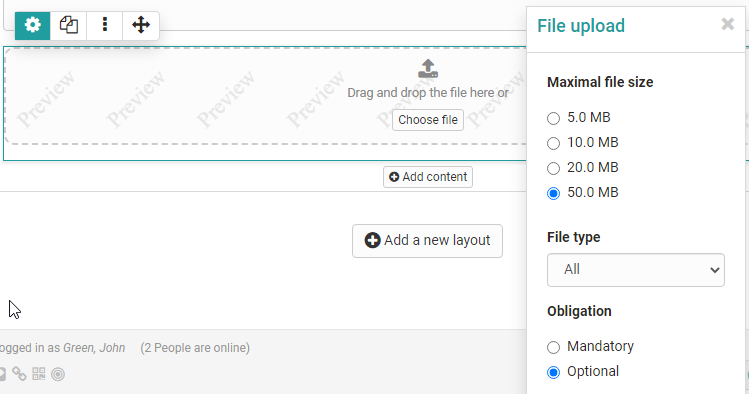 File upload
Preview Preview Preview Preview Preview Preview
Drag and drop the file here or
Choose file
Add content
Add a new layout
ogged in as Green, John (2 People are online)
Maximal file size
5.0 MB
10.0 MB
20.0 MB
50.0 MB
File type
All
Obligation
Mandatory
Optional